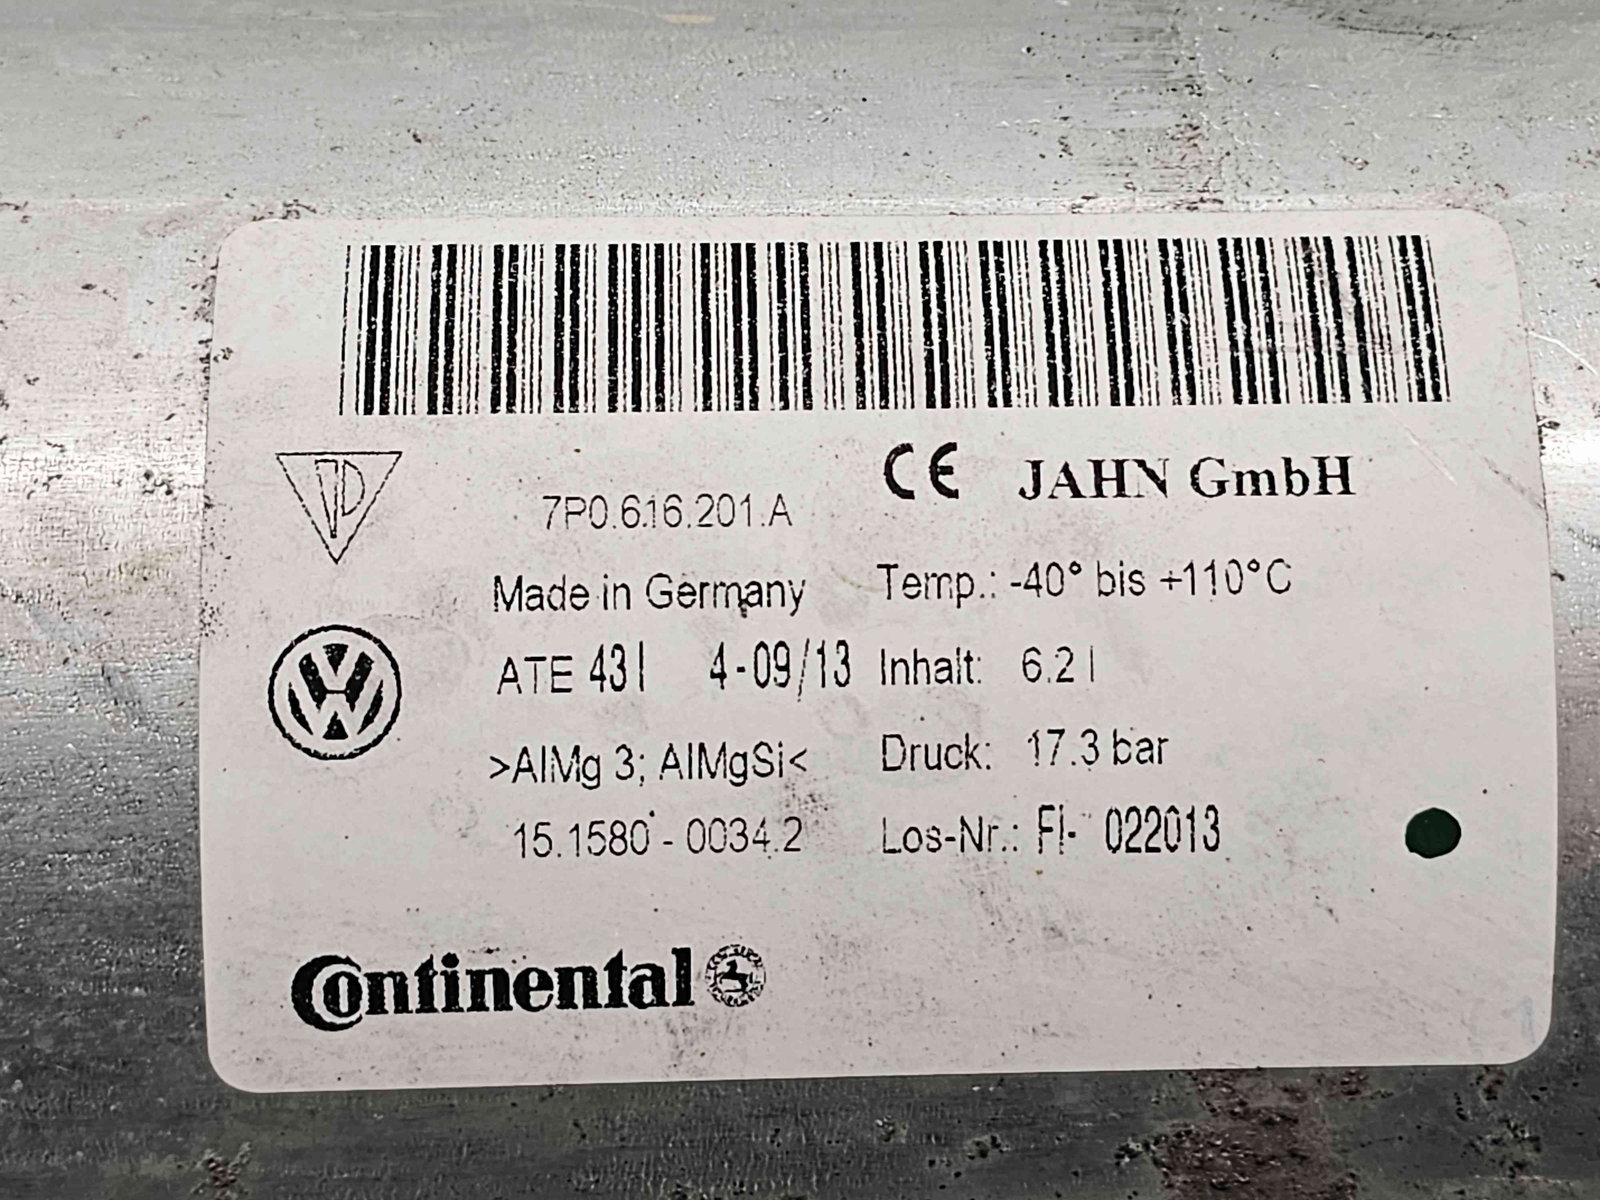 7P0.616.201.A
CE JAHN GmbH
Made in Germany
Temp.: -40° bis +110°C
ATE 43| 4-09/13
Inhalt: 6.2 l
>AlMg 3; AlMgSi<
Druck: 17.3 bar
15.1580 - 0034.2
Los-Nr.: FI- 022013
Continental